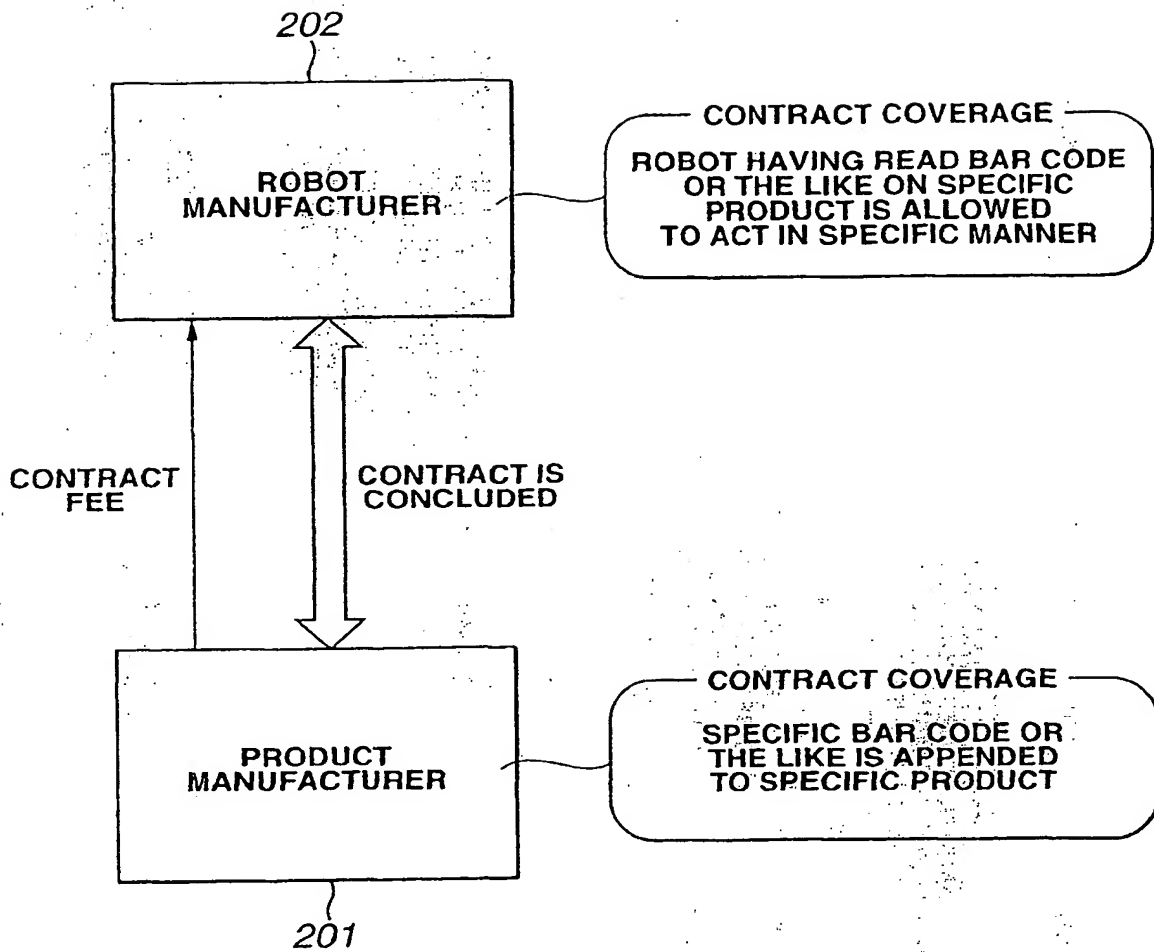 202
ROBOT
MANUFACTURER
CONTRACT COVERAGE
ROBOT HAVING READ BAR CODE
OR THE LIKE ON SPECIFIC
PRODUCT IS ALLOWED
TO ACT IN SPECIFIC MANNER
CONTRACT
FEE
CONTRACT IS
CONCLUDED
PRODUCT
MANUFACTURER
CONTRACT COVERAGE
SPECIFIC BAR CODE OR
THE LIKE IS APPENDED
TO SPECIFIC PRODUCT
201